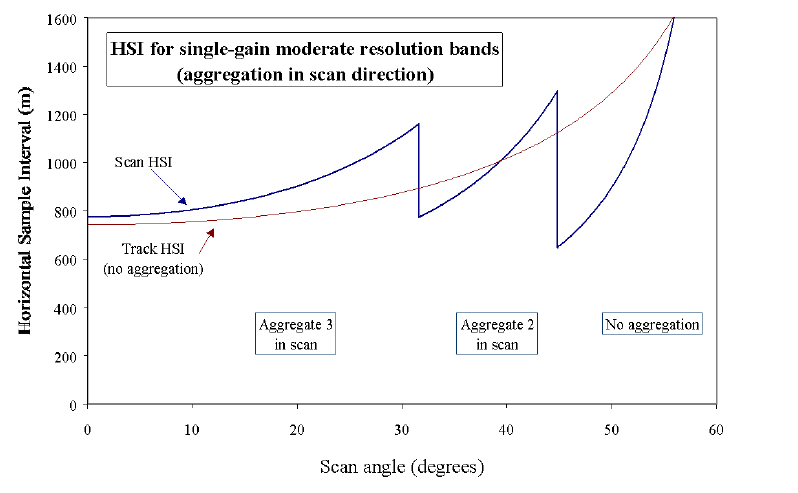 HSI for single-gain moderate resolution bands
(aggregation in scan direction)
Horizontal Sample Interval (m)
1600
1400
1200
1000
800
600
400
200
0
Scan HSI
Track HSI
(no aggregation)
Aggregate 3
in scan
Aggregate 2
in scan
No aggregation
0
10
20
30
40
50
60
Scan angle (degrees)